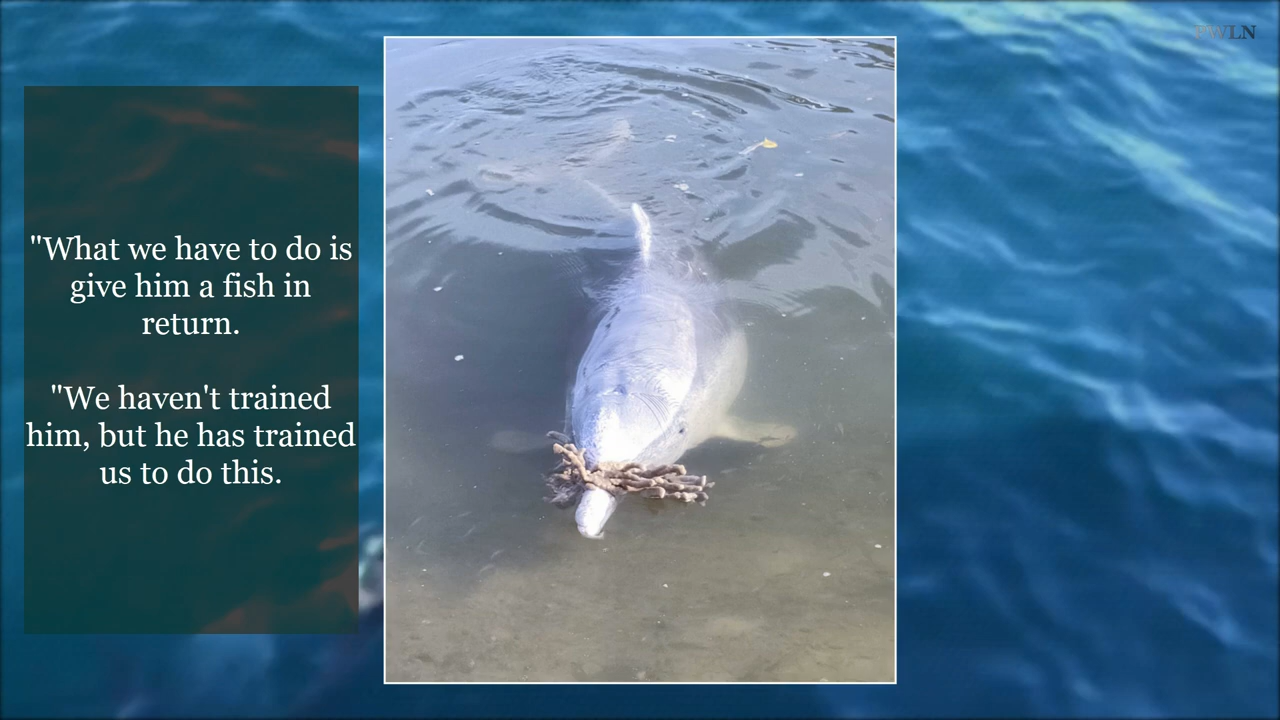 "What we have to do is
give him a fish in
return.
"We haven't trained
him, but he has trained
us to do this.
PWLN